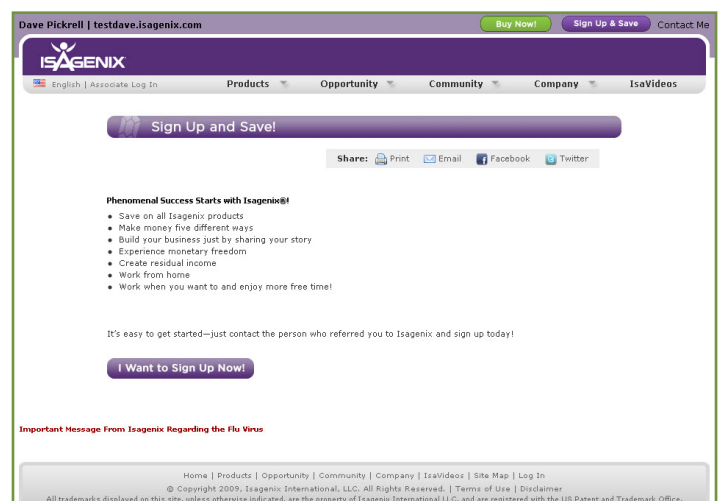 Dave Pickrell | testdave.isagenix.com
Buy Now!
Sign Up & Save
Contact Me
ISAGENIX
English | Associate Log In
Products
Opportunity
Community
Company
IsaVideos
Sign Up and Save!
Share: Print Email Facebook Twitter
Phenomenal Success Starts with Isagenix®!
• Save on all Isagenix products
• Make money five different ways
• Build your business just by sharing your story
• Experience monetary freedom
• Create residual income
• Work from home
• Work when you want to and enjoy more free time!
It's easy to get started—just contact the person who referred you to Isagenix and sign up today!
I Want to Sign Up Now!
Important Message From Isagenix Regarding the Flu Virus
Home | Products | Opportunity | Community | Company | IsaVideos | Site Map | Log In
© Copyright 2009, Isagenix International, LLC. All Rights Reserved. | Terms of Use | Disclaimer
All trademarks displayed on this site, unless otherwise indicated, are the property of Isagenix International LLC, and are registered with the US Patent and Trademark Office.